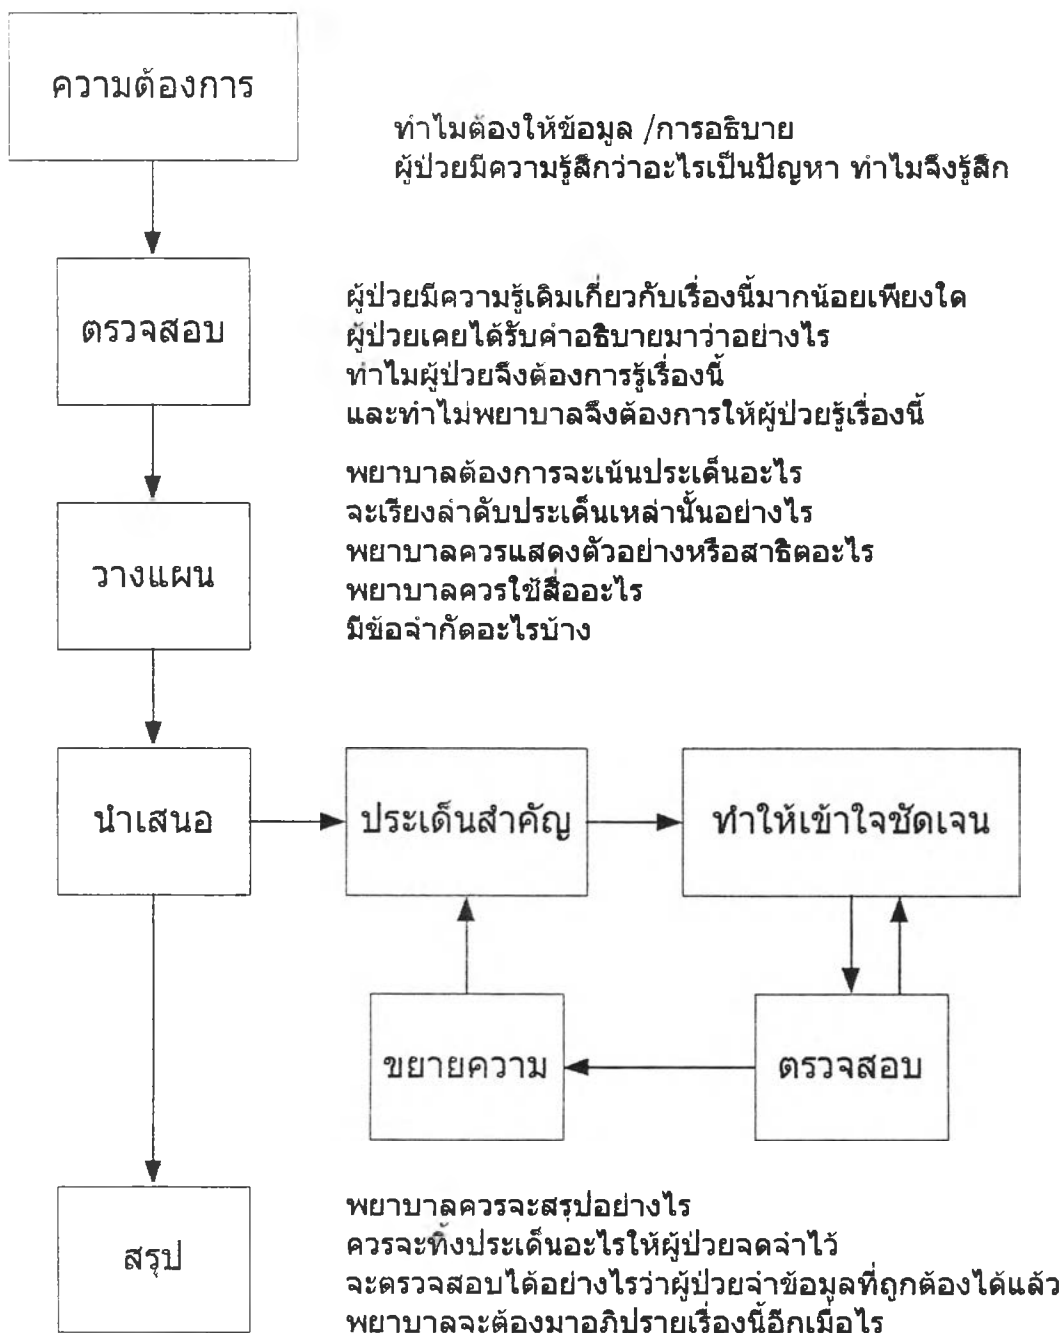 ความต้องการ
ทำไมต้องให้ข้อมูล /การอธิบาย
ผู้ป่วยมีความรู้สึกว่าอะไรเป็นปัญหา ทำไมจึงรู้สึก
ตรวจสอบ
ผู้ป่วยมีความรู้เดิมเกี่ยวกับเรื่องนี้มากน้อยเพียงใด
ผู้ป่วยเคยได้รับคำอธิบายมาว่าอย่างไร
ทำไมผู้ป่วยจึงต้องการรู้เรื่องนี้
และทำไม่พยาบาลจึงต้องการให้ผู้ป่วยรู้เรื่องนี้
วางแผน
พยาบาลต้องการจะเน้นประเด็นอะไร
จะเรียงลำดับประเด็นเหล่านั้นอย่างไร
พยาบาลควรแสดงตัวอย่างหรือสาธิตอะไร
พยาบาลควรใช้สื่ออะไร
มีข้อจำกัดอะไรบ้าง
นำเสนอ
ประเด็นสำคัญ
ทำให้เข้าใจชัดเจน
ขยายความ
ตรวจสอบ
สรุป
พยาบาลควรจะสรุปอย่างไร
ควรจะทิ้งประเด็นอะไรให้ผู้ป่วยจดจำไว้
จะตรวจสอบได้อย่างไรว่าผู้ป่วยจำข้อมูลที่ถูกต้องได้แล้ว
พยาบาลจะต้องมาอภิปรายเรื่องนี้อีกเมื่อไร